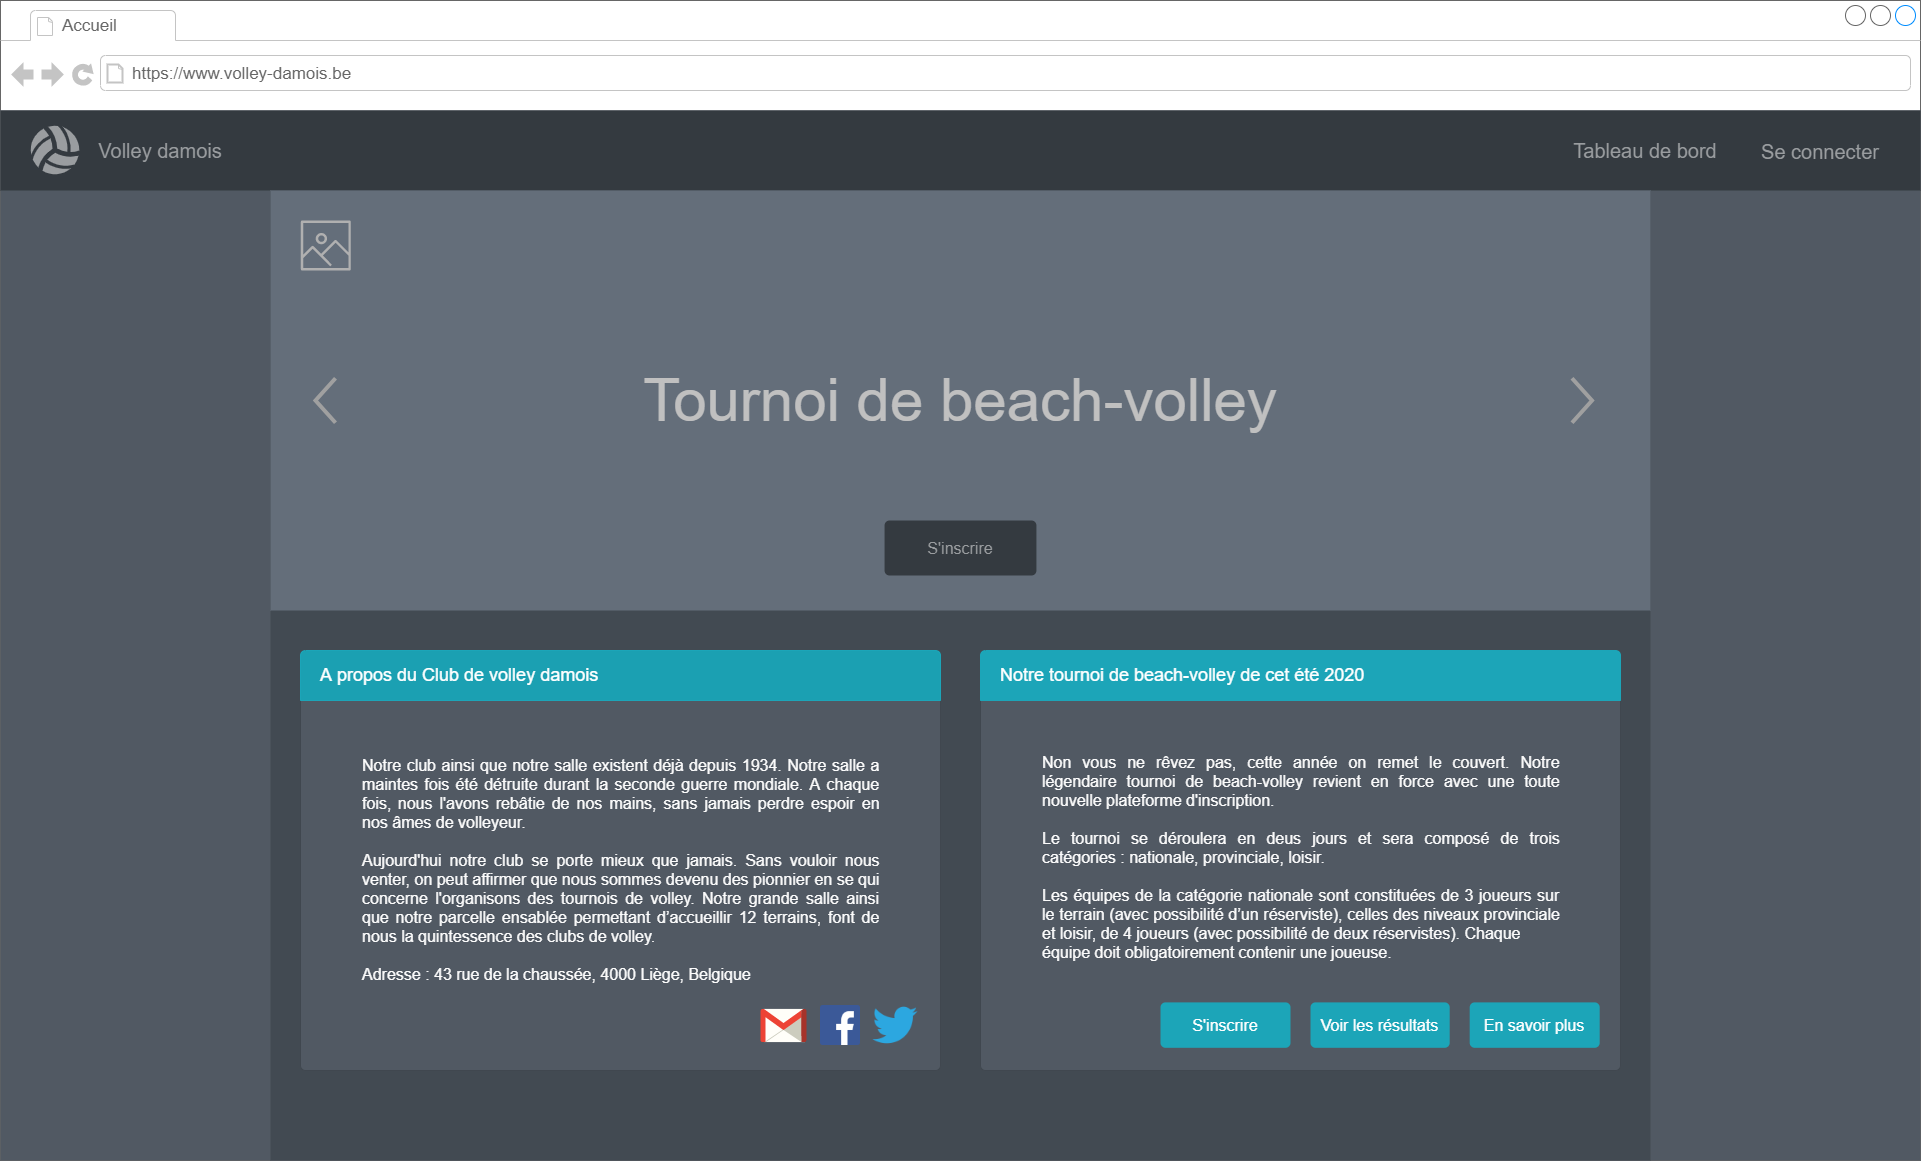 Accueil
https://www.volley-damois.be
Volley damois
Tableau de bord
Se connecter
Tournoi de beach-volley
S'inscrire
A propos du Club de volley damois
Notre club ainsi que notre salle existent déjà depuis 1934. Notre salle a
maintes fois été détruite durant la seconde guerre mondiale. A chaque
fois, nous l'avons rebâtie de nos mains, sans jamais perdre espoir en
nos âmes de volleyeur.
Aujourd'hui notre club se porte mieux que jamais. Sans vouloir nous
venter, on peut affirmer que nous sommes devenu des pionnier en se qui
concerne l'organisons des tournois de volley. Notre grande salle ainsi
que notre parcelle ensablée permettant d’accueillir 12 terrains, font de
nous la quintessence des clubs de volley.
Adresse : 43 rue de la chaussée, 4000 Liège, Belgique
Notre tournoi de beach-volley de cet été 2020
Non vous ne rêvez pas, cette année on remet le couvert. Notre
légendaire tournoi de beach-volley revient en force avec une toute
nouvelle plateforme d'inscription.
Le tournoi se déroulera en deus jours et sera composé de trois
catégories : nationale, provinciale, loisir.
Les équipes de la catégorie nationale sont constituées de 3 joueurs sur
le terrain (avec possibilité d’un réserviste), celles des niveaux provinciale
et loisir, de 4 joueurs (avec possibilité de deux réservistes). Chaque
équipe doit obligatoirement contenir une joueuse.
S'inscrire
Voir les résultats
En savoir plus